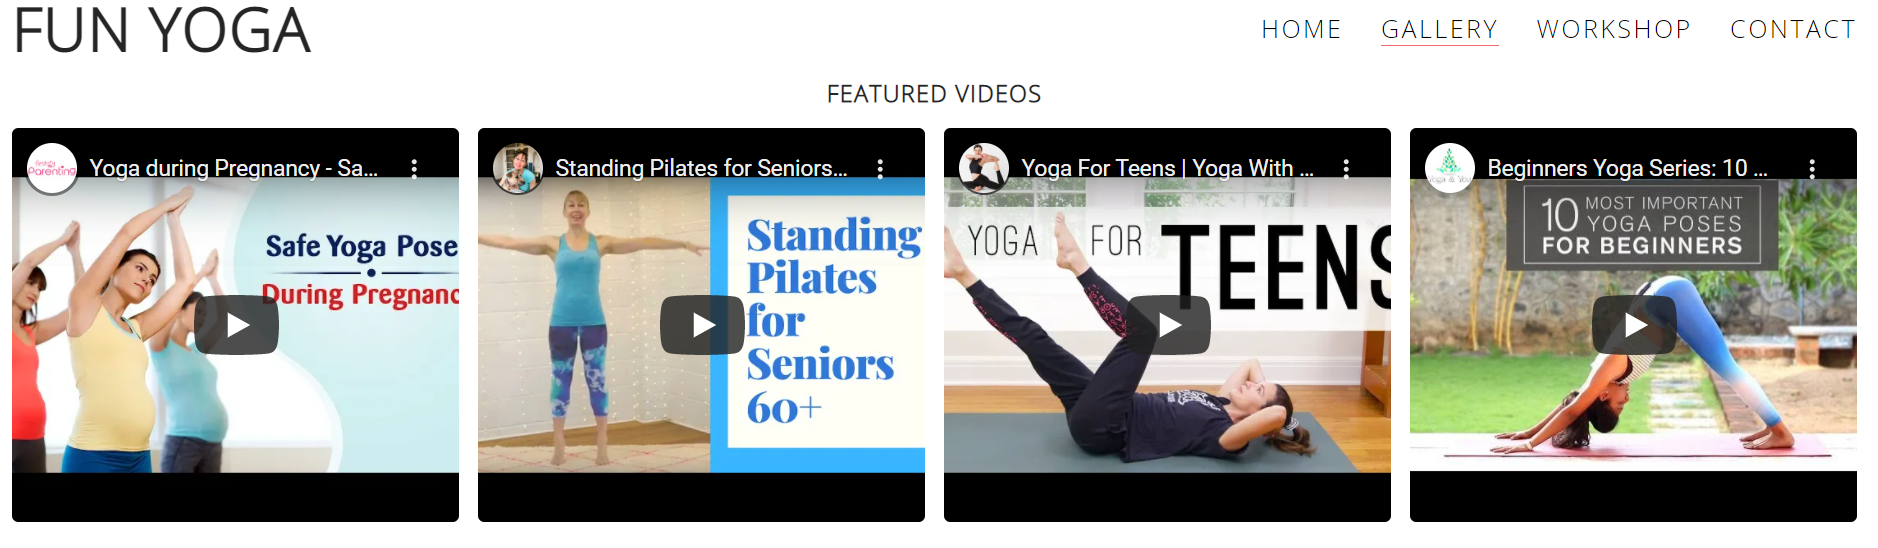 FUN YOGA
HOME GALLERY WORKSHOP CONTACT
FEATURED VIDEOS
Parenting
Yoga during Pregnancy - Sa...
Safe Yoga Pose
During Pregnanc
Standing Pilates for Seniors...
Standing
Pilates
for
Seniors
60+
Yoga For Teens | Yoga With ...
YOGA FOR TEENS
Yoga & You
Beginners Yoga Series: 10 ...
10 MOST IMPORTANT
YOGA POSES
FOR BEGINNERS